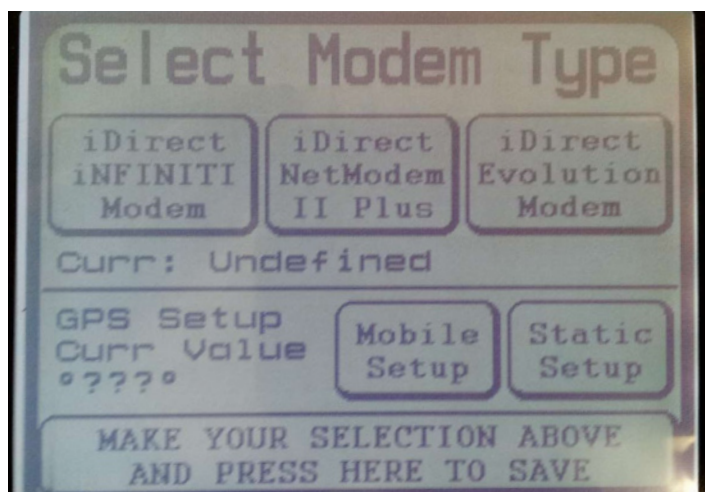 Select Modem Type
iDirect
iNFINITI
Modem
iDirect
NetModem
II Plus
iDirect
Evolution
Modem
Curr: Undefined
GPS Setup
Curr Value
°???°
Mobile
Setup
Static
Setup
MAKE YOUR SELECTION ABOVE
AND PRESS HERE TO SAVE